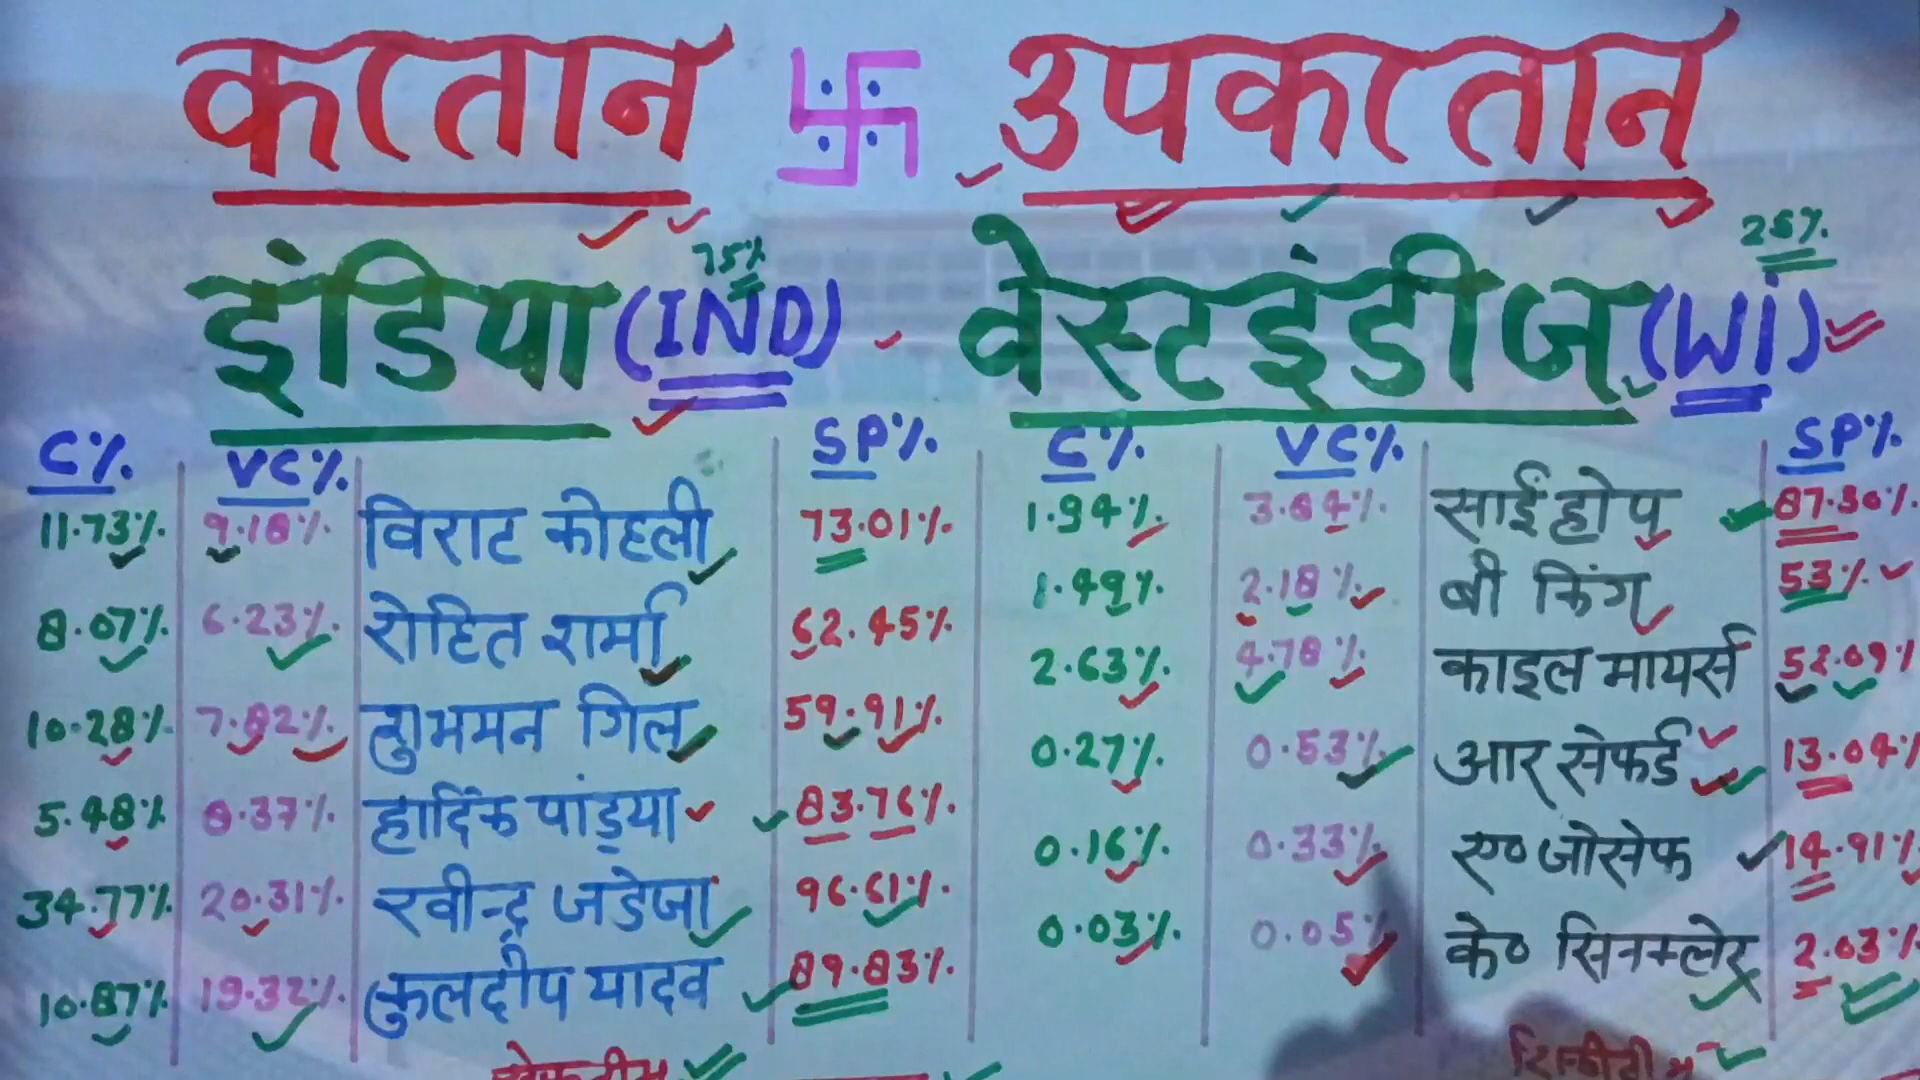 कप्तान 卐 उपकप्तान
इंडिया (IND) 75% वेस्टइंडीज (Wi) 25%
C% VC% SP% C% VC% SP%
11.73% 9.18% विराट कोहली 73.01% 1.94% 3.64% साई होप 87.30%
8.07% 6.23% रोहित शर्मा 62.45% 1.49% 2.18% बी किंग 53%
10.28% 7.82% शुभमन गिल 59.91% 2.63% 4.78% काइल मायर्स 52.09%
5.48% 8.37% हार्दिक पांड्या 83.76% 0.27% 0.53% आर सेफर्ड 13.04%
34.77% 20.31% रवीन्द्र जडेजा 96.61% 0.16% 0.33% ए० जोसेफ 14.91%
10.87% 19.32% कुलदीप यादव 89.83% 0.03% 0.05% के० सिनक्लेर 2.03%